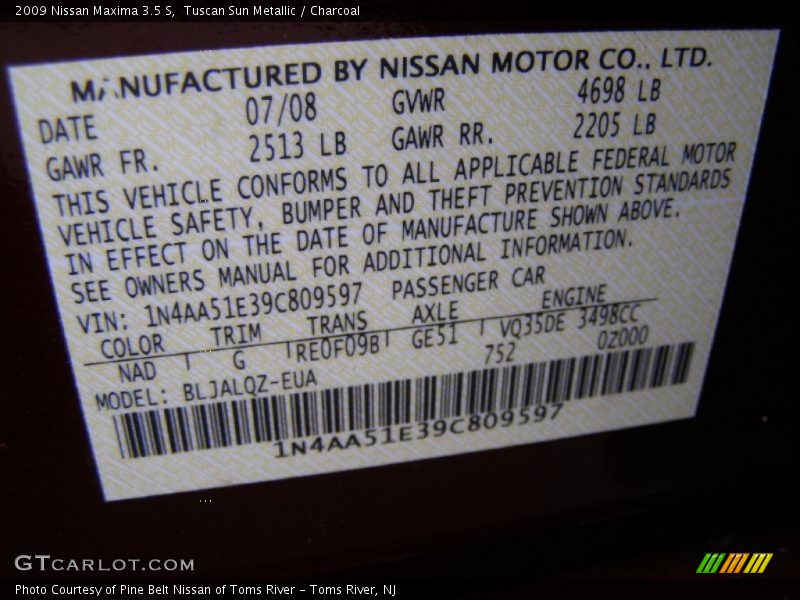 2009 Nissan Maxima 3.5 S, Tuscan Sun Metallic / Charcoal
MANUFACTURED BY NISSAN MOTOR CO., LTD.
DATE 07/08 GVWR 4698 LB
GAWR FR. 2513 LB GAWR RR. 2205 LB
THIS VEHICLE CONFORMS TO ALL APPLICABLE FEDERAL MOTOR
VEHICLE SAFETY, BUMPER AND THEFT PREVENTION STANDARDS
IN EFFECT ON THE DATE OF MANUFACTURE SHOWN ABOVE.
SEE OWNERS MANUAL FOR ADDITIONAL INFORMATION.
VIN: 1N4AA51E39C809597 PASSENGER CAR
COLOR TRIM TRANS AXLE ENGINE
NAD G RE0F09B GE51 VQ35DE 3498CC
752 0Z000
MODEL: BLJALQZ-EUA
1N4AA51E39C809597
GTcarlot.com
Photo Courtesy of Pine Belt Nissan of Toms River – Toms River, NJ